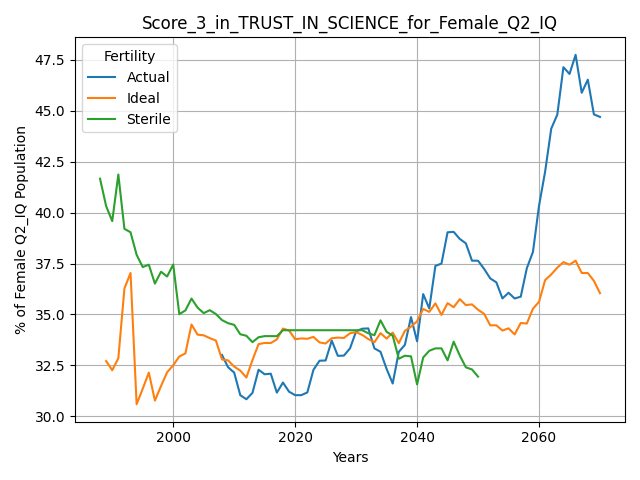 Score_3_in_TRUST_IN_SCIENCE_for_Female_Q2_IQ
Fertility
Actual
Ideal
Sterile
% of Female Q2_IQ Population
47.5
45.0
42.5
40.0
37.5
35.0
32.5
30.0
2000 2020 2040 2060
Years